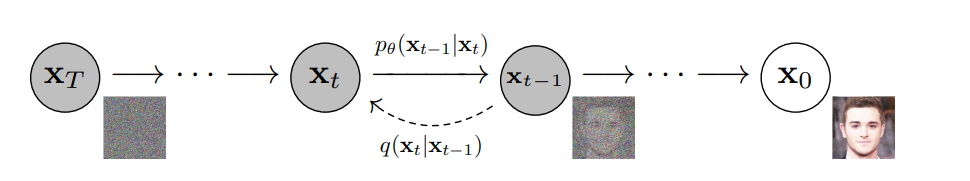 p_θ(x_{t−1}|x_t)
x_T ⟶ ⋯ ⟶ x_t ⟶ x_{t−1} ⟶ ⋯ ⟶ x_0
q(x_t|x_{t−1})